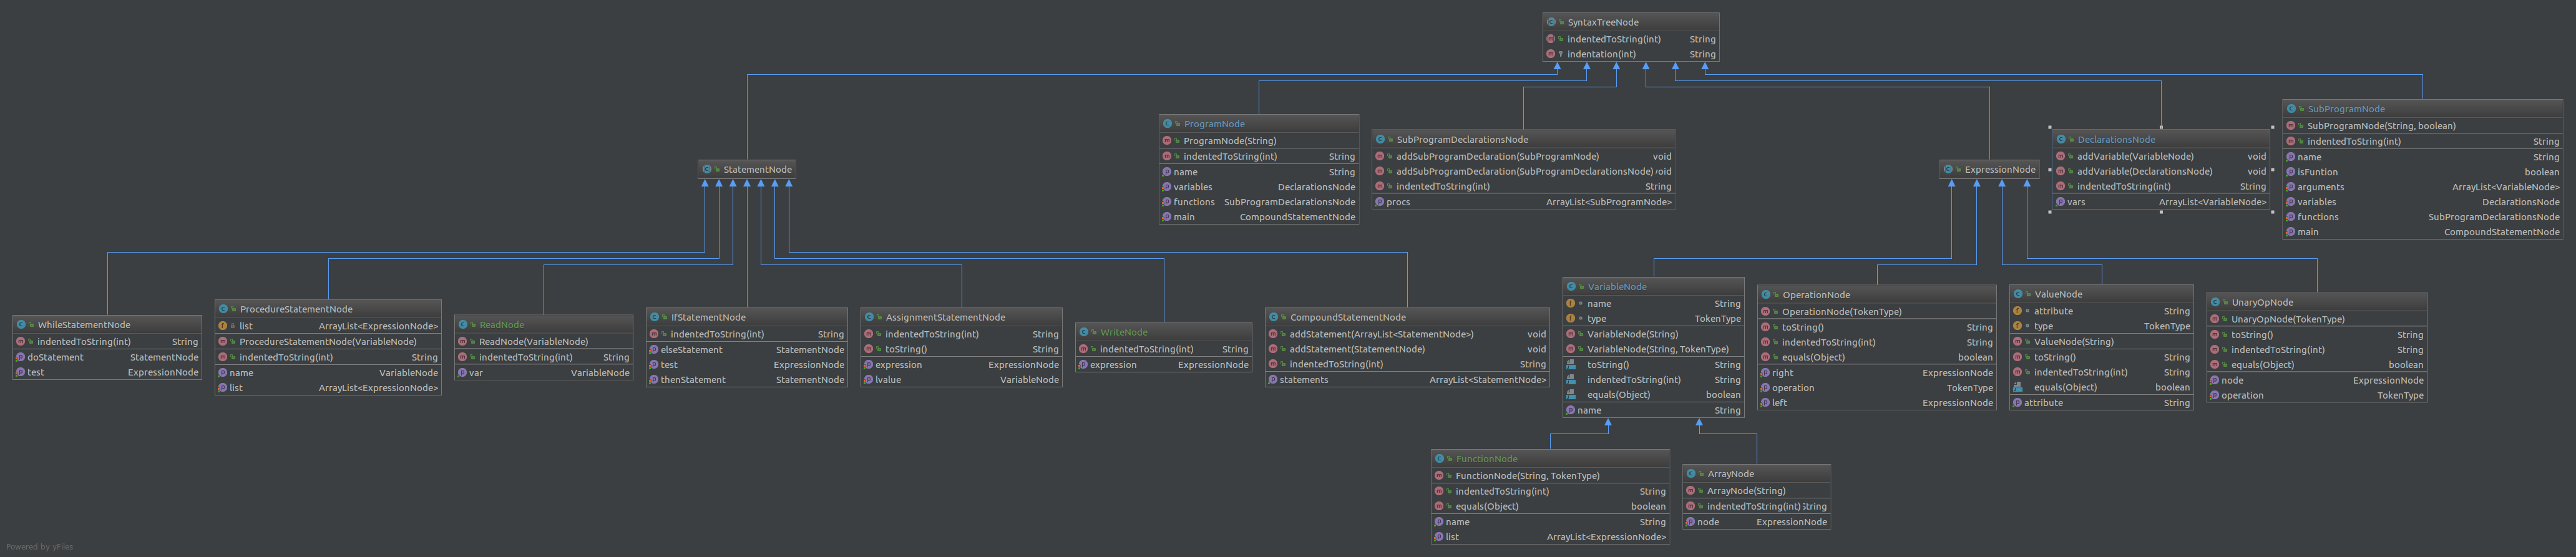 SyntaxTreeNode
indentedToString(int) String
indentation(int) String
ProgramNode
ProgramNode(String)
indentedToString(int) String
name String
variables DeclarationsNode
functions SubProgramDeclarationsNode
main CompoundStatementNode
SubProgramDeclarationsNode
addSubProgramDeclaration(SubProgramNode) void
addSubProgramDeclaration(SubProgramDeclarationsNode) void
indentedToString(int) String
procs ArrayList<SubProgramNode>
DeclarationsNode
addVariable(VariableNode) void
addVariable(DeclarationsNode) void
indentedToString(int) String
vars ArrayList<VariableNode>
SubProgramNode
SubProgramNode(String, boolean)
indentedToString(int) String
name String
isFuntion boolean
arguments ArrayList<VariableNode>
variables DeclarationsNode
functions SubProgramDeclarationsNode
main CompoundStatementNode
StatementNode
ExpressionNode
WhileStatementNode
indentedToString(int) String
doStatement StatementNode
test ExpressionNode
ProcedureStatementNode
list ArrayList<ExpressionNode>
ProcedureStatementNode(VariableNode)
indentedToString(int) String
name VariableNode
list ArrayList<ExpressionNode>
ReadNode
ReadNode(VariableNode)
indentedToString(int) String
var VariableNode
IfStatementNode
indentedToString(int) String
elseStatement StatementNode
test ExpressionNode
thenStatement StatementNode
AssignmentStatementNode
indentedToString(int) String
toString() String
expression ExpressionNode
lvalue VariableNode
WriteNode
indentedToString(int) String
expression ExpressionNode
CompoundStatementNode
addStatement(ArrayList<StatementNode>) void
addStatement(StatementNode) void
indentedToString(int) String
statements ArrayList<StatementNode>
VariableNode
name String
type TokenType
VariableNode(String)
VariableNode(String, TokenType)
toString() String
indentedToString(int) String
equals(Object) boolean
name String
OperationNode
OperationNode(TokenType)
toString() String
indentedToString(int) String
equals(Object) boolean
right ExpressionNode
operation TokenType
left ExpressionNode
ValueNode
attribute String
type TokenType
ValueNode(String)
toString() String
indentedToString(int) String
equals(Object) boolean
attribute String
UnaryOpNode
UnaryOpNode(TokenType)
toString() String
indentedToString(int) String
equals(Object) boolean
node ExpressionNode
operation TokenType
FunctionNode
FunctionNode(String, TokenType)
indentedToString(int) String
equals(Object) boolean
name String
list ArrayList<ExpressionNode>
ArrayNode
ArrayNode(String)
indentedToString(int) String
node ExpressionNode
Powered by yFiles